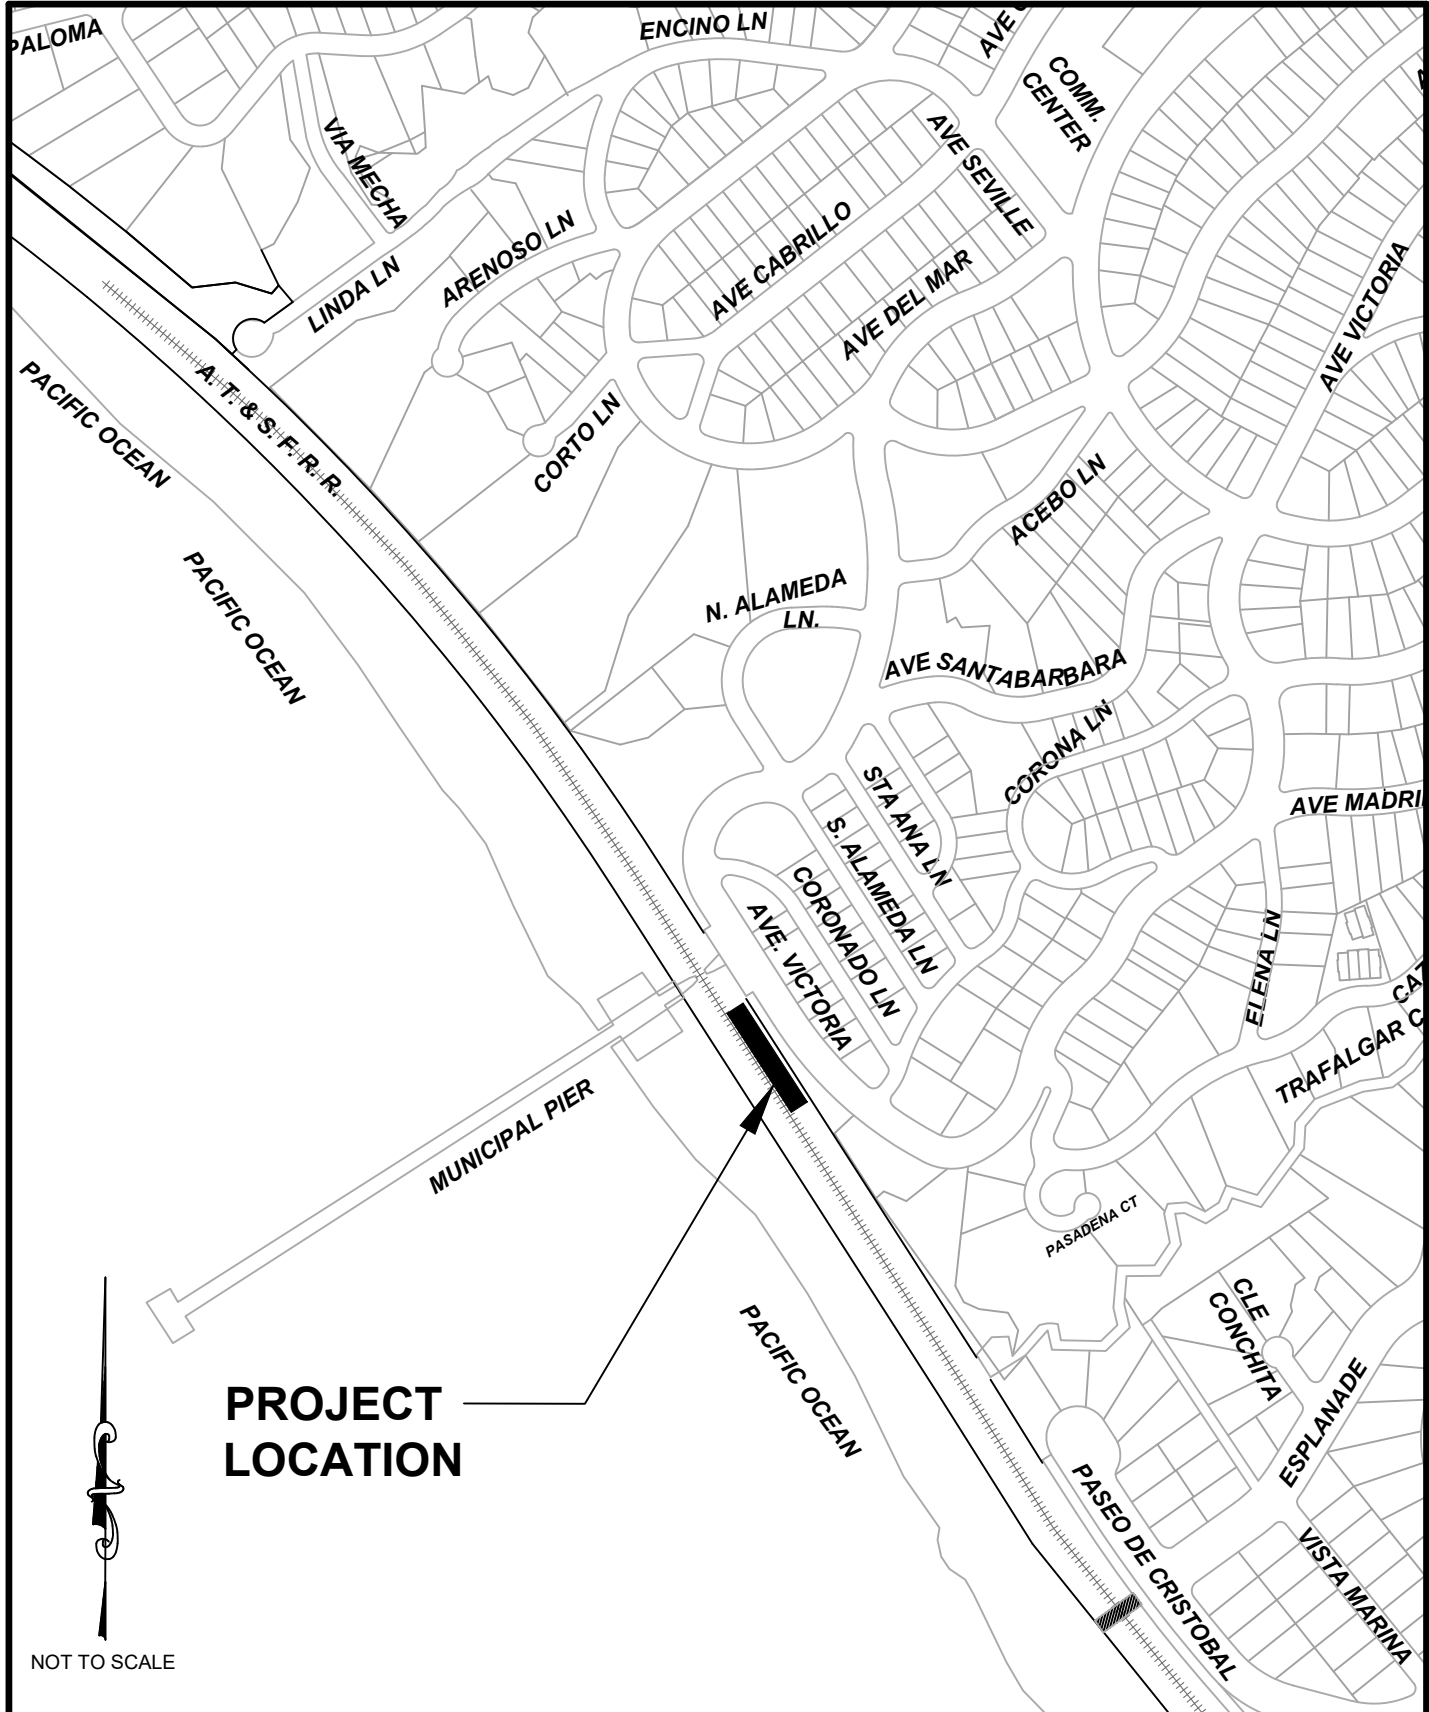 PALOMA
ENCINO LN
COMM.
CENTER
VIA MECHA
AVE SEVILLE
LINDA LN
ARENOSO LN
AVE CABRILLO
AVE DEL MAR
AVE VICTORIA
PACIFIC OCEAN
A. T. & S. F. R. R.
CORTO LN
ACEBO LN
PACIFIC OCEAN
N. ALAMEDA
LN.
AVE SANTABARBARA
CORONA LN
STA ANA LN
AVE MADRI
S. ALAMEDA LN
CORONADO LN
AVE. VICTORIA
ELENA LN
TRAFALGAR C
MUNICIPAL PIER
PASADENA CT
PACIFIC OCEAN
CLE
CONCHITA
ESPLANADE
PROJECT
LOCATION
PASEO DE CRISTOBAL
VISTA MARINA
NOT TO SCALE